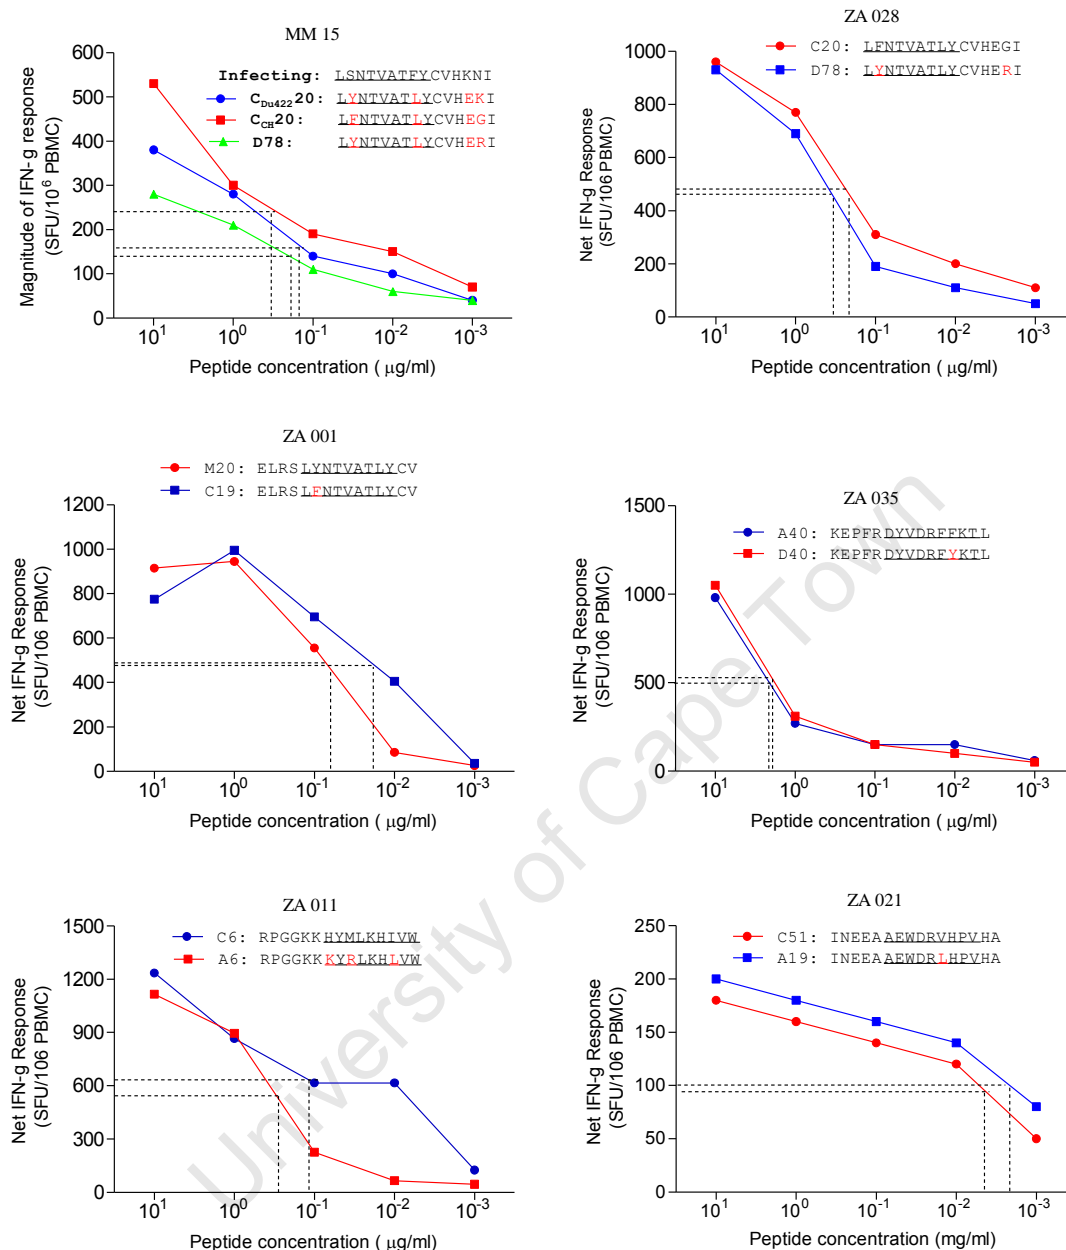 MM 15
600
500
400
300
200
100
0
Magnitude of IFN-g response
(SFU/10⁶ PBMC)
Infecting: LSNTVATFYCVHKNI
C_Du422 20: LYNTVATLYCVHEKI
C_CH 20: LFNTVATLYCVHEGI
D78: LYNTVATLYCVHERI
10¹ 10⁰ 10⁻¹ 10⁻² 10⁻³
Peptide concentration ( μg/ml)
ZA 028
C20: LFNTVATLYCVHEGI
D78: LYNTVATLYCVHERI
1000
800
600
400
200
0
Net IFN-g Response
(SFU/106 PBMC)
10¹ 10⁰ 10⁻¹ 10⁻² 10⁻³
Peptide concentration ( μg/ml)
ZA 001
M20: ELRSLYNTVATLYCV
C19: ELRSLFNTVATLYCV
1200
1000
800
600
400
200
0
Net IFN-g Response
(SFU/106 PBMC)
10¹ 10⁰ 10⁻¹ 10⁻² 10⁻³
Peptide concentration ( μg/ml)
ZA 035
A40: KEPFRDYVDRFFKTL
D40: KEPFRDYVDRFYKTL
1500
1000
500
0
Net IFN-g Response
(SFU/106 PBMC)
10¹ 10⁰ 10⁻¹ 10⁻² 10⁻³
Peptide concentration ( μg/ml)
ZA 011
C6: RPGGKKHYMLKHIVW
A6: RPGGKKKYRLKHLVW
1500
1200
900
600
300
0
Net IFN-g Response
(SFU/106 PBMC)
10¹ 10⁰ 10⁻¹ 10⁻² 10⁻³
Peptide concentration ( μg/ml)
ZA 021
C51: INEEAAEWDRVHPVHA
A19: INEEAAEWDRLHPVHA
250
200
150
100
50
0
Net IFN-g Response
(SFU/106 PBMC)
10¹ 10⁰ 10⁻¹ 10⁻² 10⁻³
Peptide concentration (mg/ml)
University of Cape Town